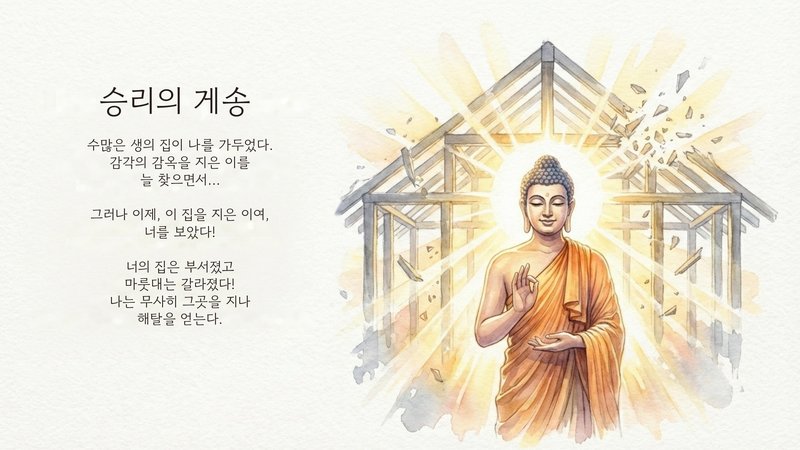 승리의 게송
수많은 생의 집이 나를 가두었다.
감각의 감옥을 지은 이를
늘 찾으면서...
그러나 이제, 이 집을 지은 이여,
너를 보았다!
너의 집은 부서졌고
마룻대는 갈라졌다!
나는 무사히 그곳을 지나
해탈을 얻는다.